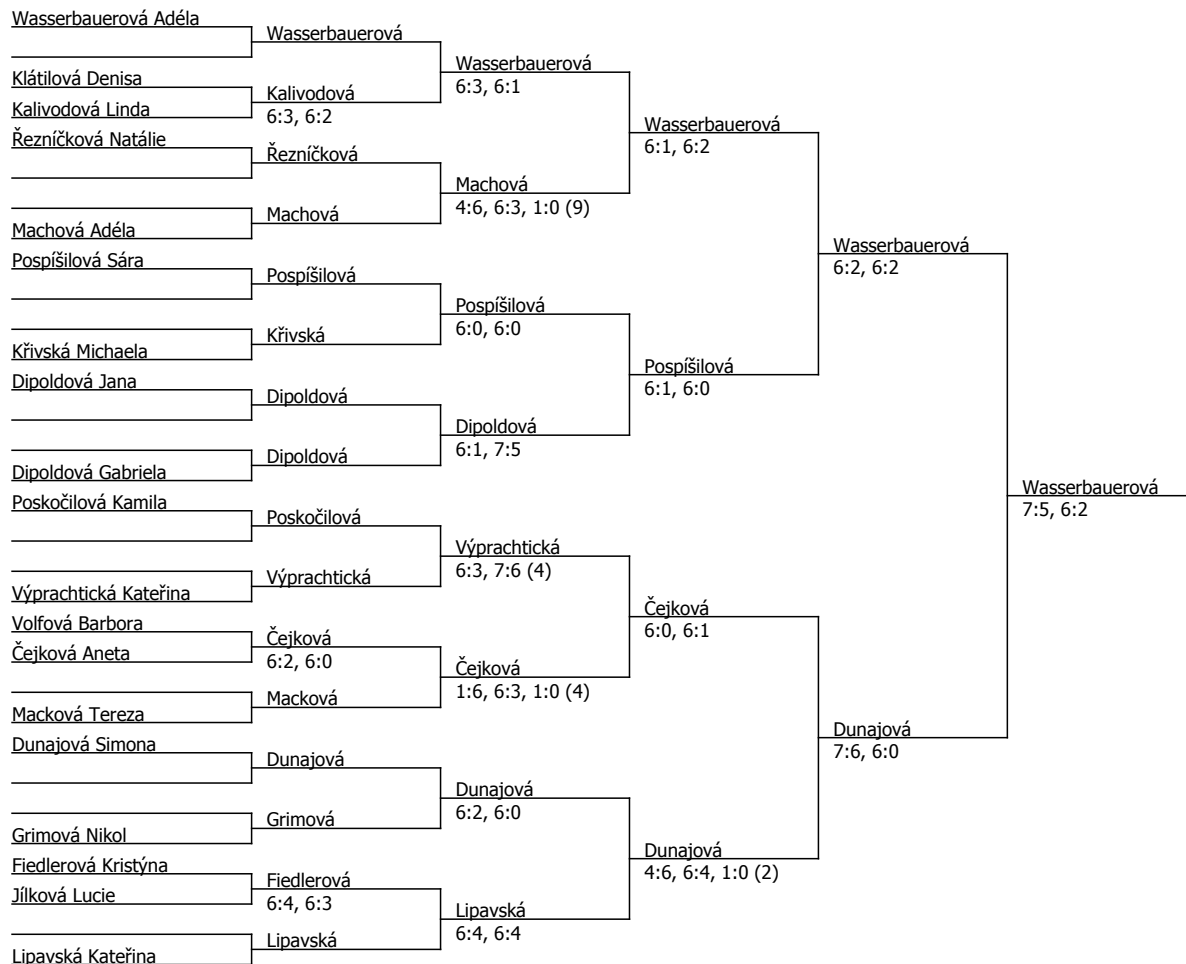 Wasserbauerová Adéla
Klátilová Denisa
Kalivodová Linda
Řezníčková Natálie
Machová Adéla
Pospíšilová Sára
Křivská Michaela
Dipoldová Jana
Dipoldová Gabriela
Poskočilová Kamila
Výprachtická Kateřina
Volfová Barbora
Čejková Aneta
Macková Tereza
Dunajová Simona
Grimová Nikol
Fiedlerová Kristýna
Jílková Lucie
Lipavská Kateřina
Wasserbauerová
Kalivodová
6:3, 6:2
Řezníčková
Machová
Pospíšilová
Křivská
Dipoldová
Dipoldová
Poskočilová
Výprachtická
Čejková
6:2, 6:0
Macková
Dunajová
Grimová
Fiedlerová
6:4, 6:3
Lipavská
Wasserbauerová
6:3, 6:1
Machová
4:6, 6:3, 1:0 (9)
Pospíšilová
6:0, 6:0
Dipoldová
6:1, 7:5
Výprachtická
6:3, 7:6 (4)
Čejková
1:6, 6:3, 1:0 (4)
Dunajová
6:2, 6:0
Lipavská
6:4, 6:4
Wasserbauerová
6:1, 6:2
Pospíšilová
6:1, 6:0
Čejková
6:0, 6:1
Dunajová
4:6, 6:4, 1:0 (2)
Wasserbauerová
6:2, 6:2
Dunajová
7:6, 6:0
Wasserbauerová
7:5, 6:2